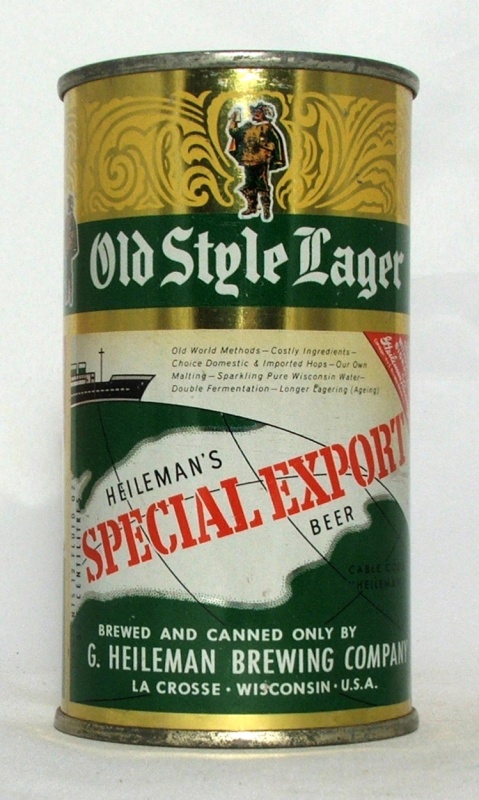 Old Style Lager
Old World Methods—Costly Ingredients—
Choice Domestic & Imported Hops—Our Own
Malting—Sparkling Pure Wisconsin Water—
Double Fermentation—Longer Lagering (Ageing)
HEILEMAN'S
SPECIAL EXPORT
BEER
BREWED AND CANNED ONLY BY
G. HEILEMAN BREWING COMPANY
LA CROSSE · WISCONSIN · U.S.A.